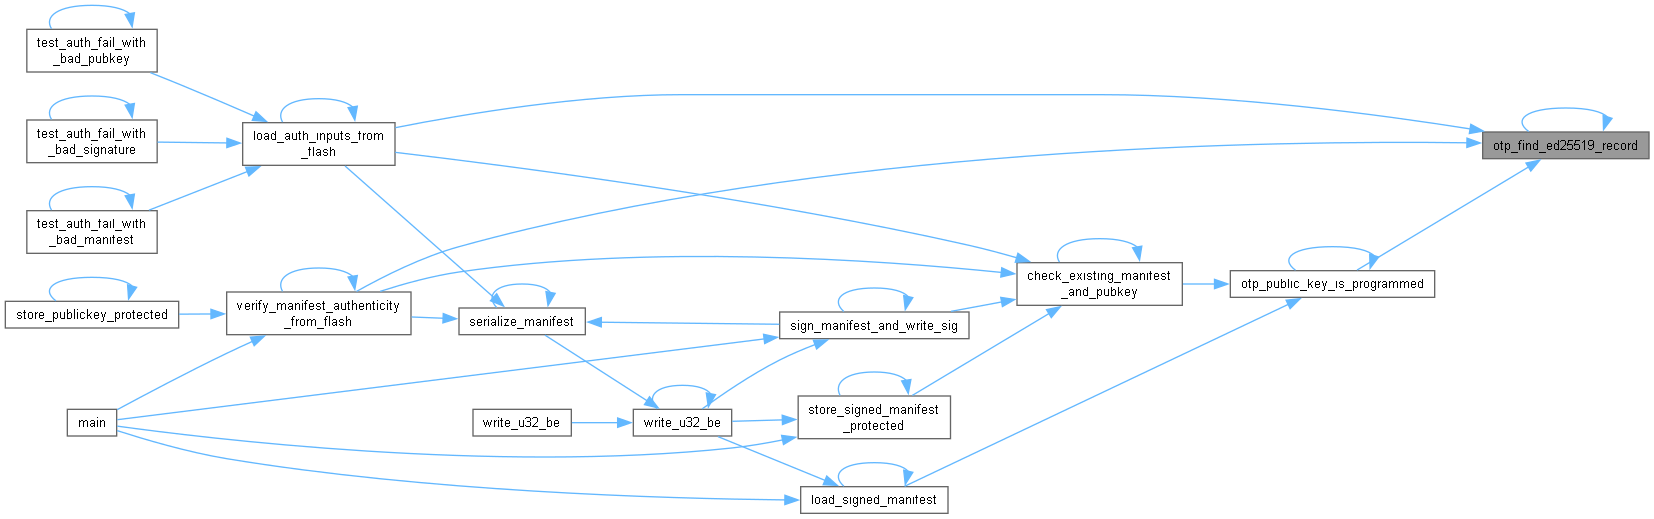 test_auth_fail_with
_bad_pubkey
test_auth_fail_with
_bad_signature
test_auth_fail_with
_bad_manifest
store_publickey_protected
load_auth_inputs_from
_flash
verify_manifest_authenticity
_from_flash
main
serialize_manifest
write_u32_be
write_u32_be
sign_manifest_and_write_sig
store_signed_manifest
_protected
load_signed_manifest
check_existing_manifest
_and_pubkey
otp_public_key_is_programmed
otp_find_ed25519_record